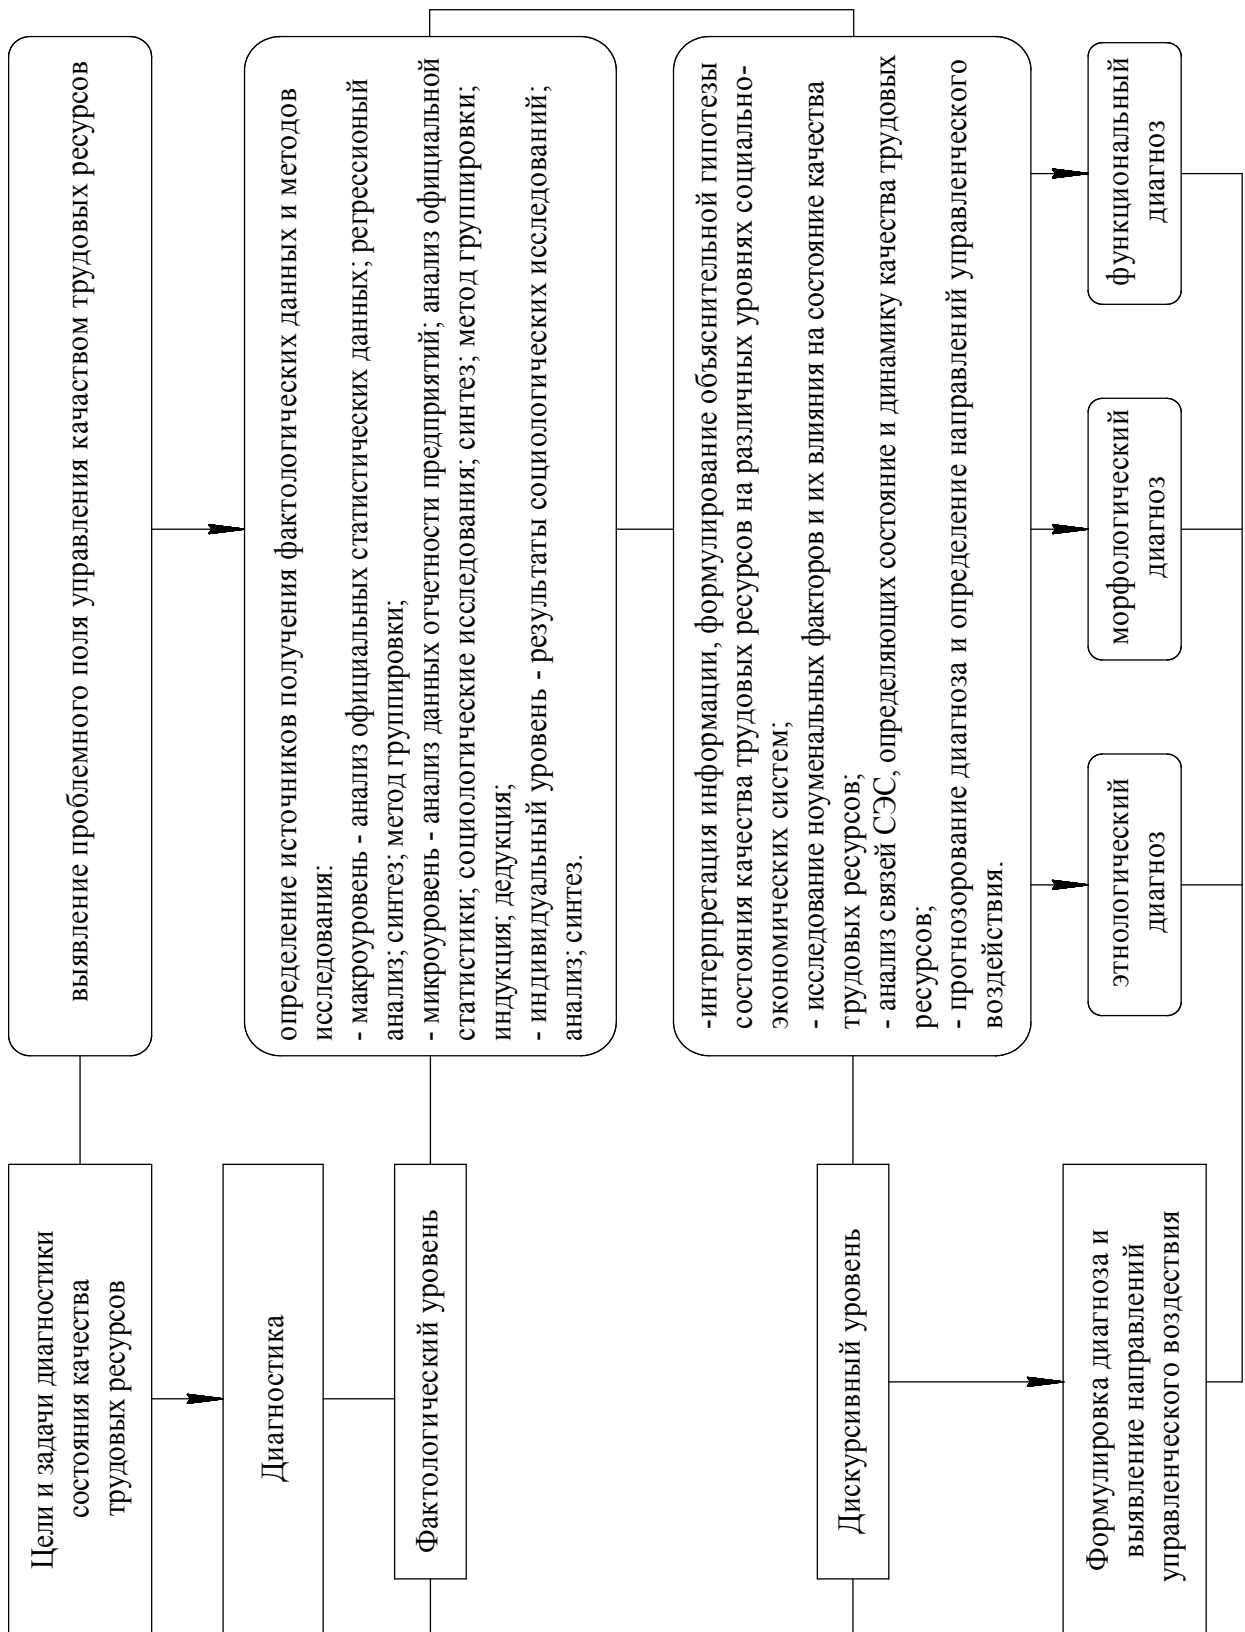 Цели и задачи диагностики
состояния качества
трудовых ресурсов
выявление проблемного поля управления качаством трудовых ресурсов
Диагностика
Фактологический уровень
определение источников получения фактологических данных и методов
исследования:
- макроуровень - анализ официальных статистических данных; регрессионый
анализ; синтез; метод группировки;
- микроуровень - анализ данных отчетности предприятий; анализ официальной
статистики; социологические исследования; синтез; метод группировки;
индукция; дедукция;
- индивидуальный уровень - результаты социологических исследований;
анализ; синтез.
Дискурсивный уровень
-интерпретация информации, формулирование объяснительной гипотезы
состояния качества трудовых ресурсов на различных уровнях социально-
экономических систем;
- исследование ноуменальных факторов и их влияния на состояние качества
трудовых ресурсов;
- анализ связей СЭС, определяющих состояние и динамику качества трудовых
ресурсов;
- прогнозорование диагноза и определение направлений управленческого
воздействия.
Формулировка диагноза и
выявление направлений
управленческого воздествия
этнологический
диагноз
морфологический
диагноз
функциональный
диагноз